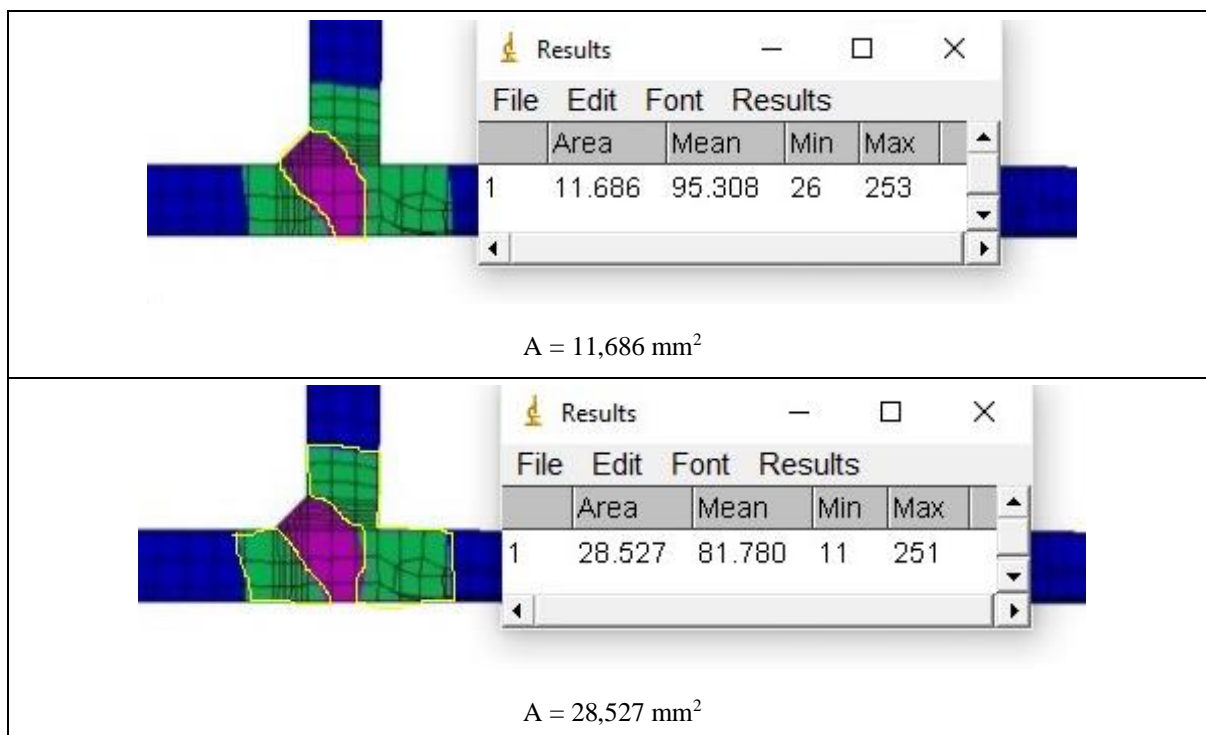 Results
File Edit Font Results
Area Mean Min Max
1 11.686 95.308 26 253
A = 11,686 mm²
Results
File Edit Font Results
Area Mean Min Max
1 28.527 81.780 11 251
A = 28,527 mm²